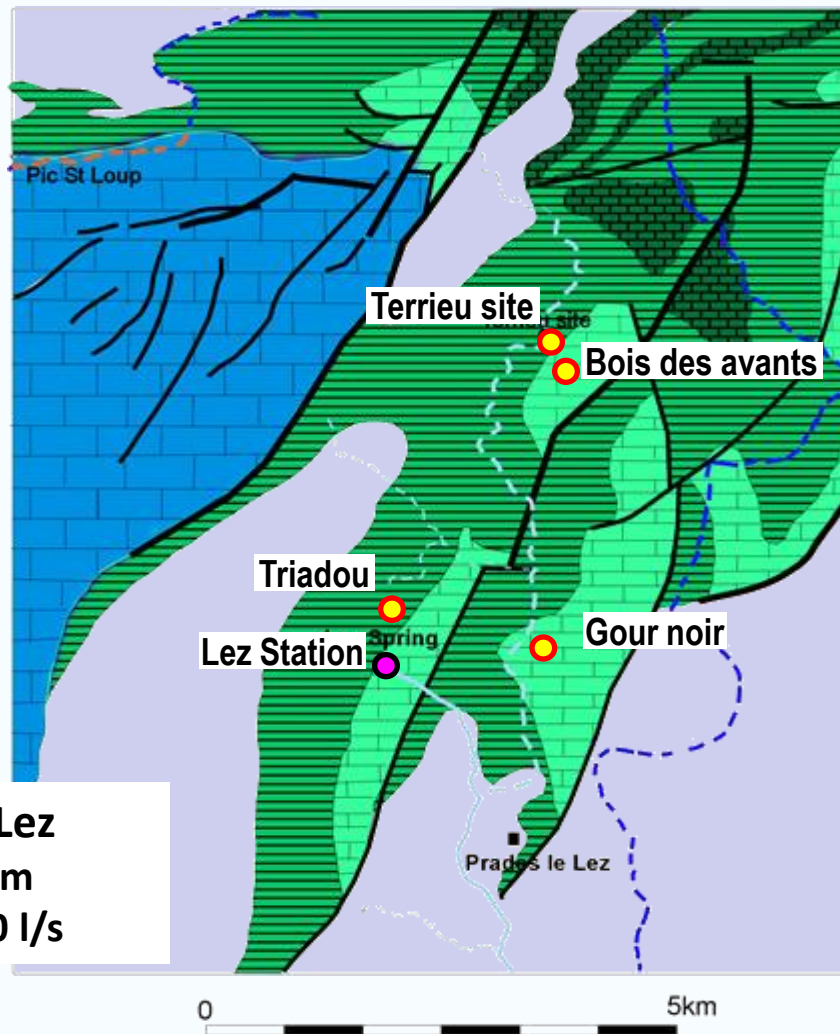 Pic St Loup
Terrieu site
site
Bois des avants
Triadou
Gour noir
Spring
Lez Station
Lez
m
0 l/s
Prades le Lez
0 5km